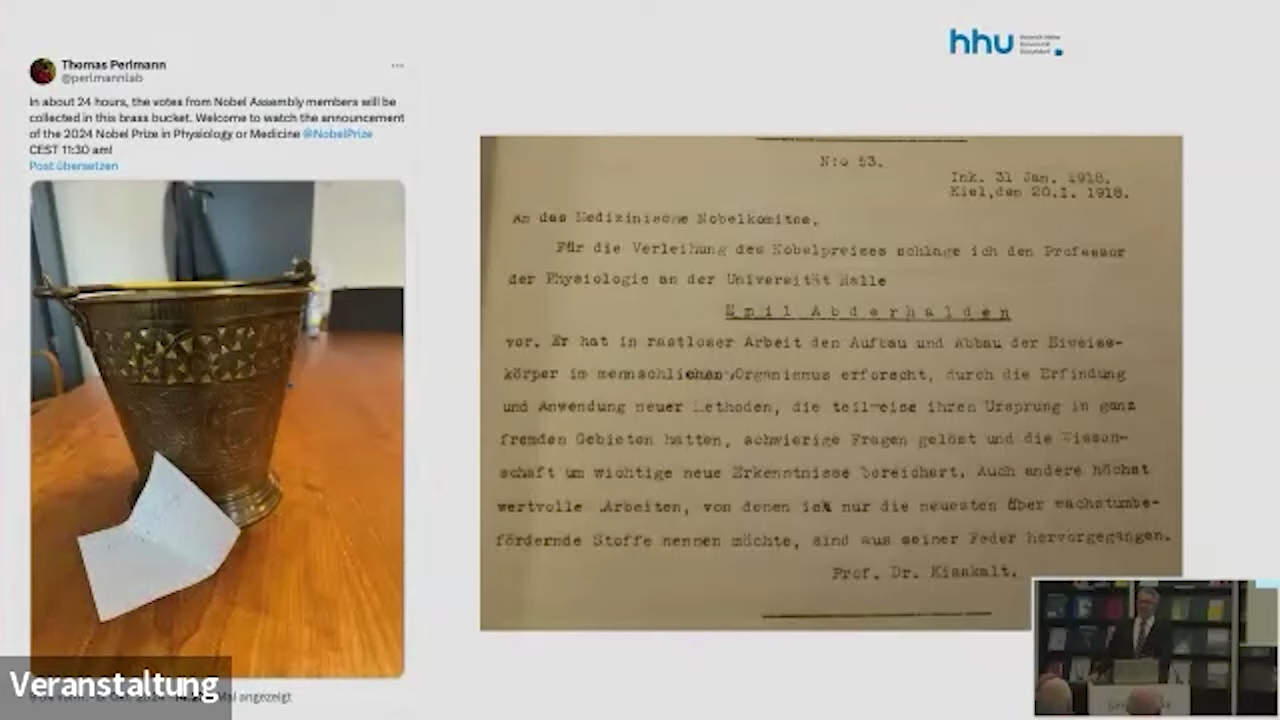 Thomas Perlmann
@perlmannlab
In about 24 hours, the votes from Nobel Assembly members will be
collected in this brass bucket. Welcome to watch the announcement
of the 2024 Nobel Prize in Physiology or Medicine @NobelPrize
CEST 11:30 am!
Post übersetzen
angezeigt
Veranstaltung
hhu
Heinrich Heine
Universität
Düsseldorf
N:o 53.
Ink. 31 Jan. 1918.
Kiel,den 20.I. 1918.
An das Medizinische Nobelkomitee.
Für die Verleihung des Nobelpreises schlage ich den Professor
der Physiologie an der Universität Halle
Emil Abderhalden
vor. Er hat in rastloser Arbeit den Aufbau und Abbau der Eiweiss-
körper im menschlichen Organismus erforscht, durch die Erfindung
und Anwendung neuer Methoden, die teilweise ihren Ursprung in ganz
fremden Gebieten hatten, schwierige Fragen gelöst und die Wissen-
schaft um wichtige neue Erkenntnisse bereichert. Auch andere höchst
wertvolle Arbeiten, von denen ich nur die neuesten über wachstumbe-
fördernde Stoffe nennen möchte, sind aus seiner Feder hervorgegangen.
Prof. Dr. Kisskalt.